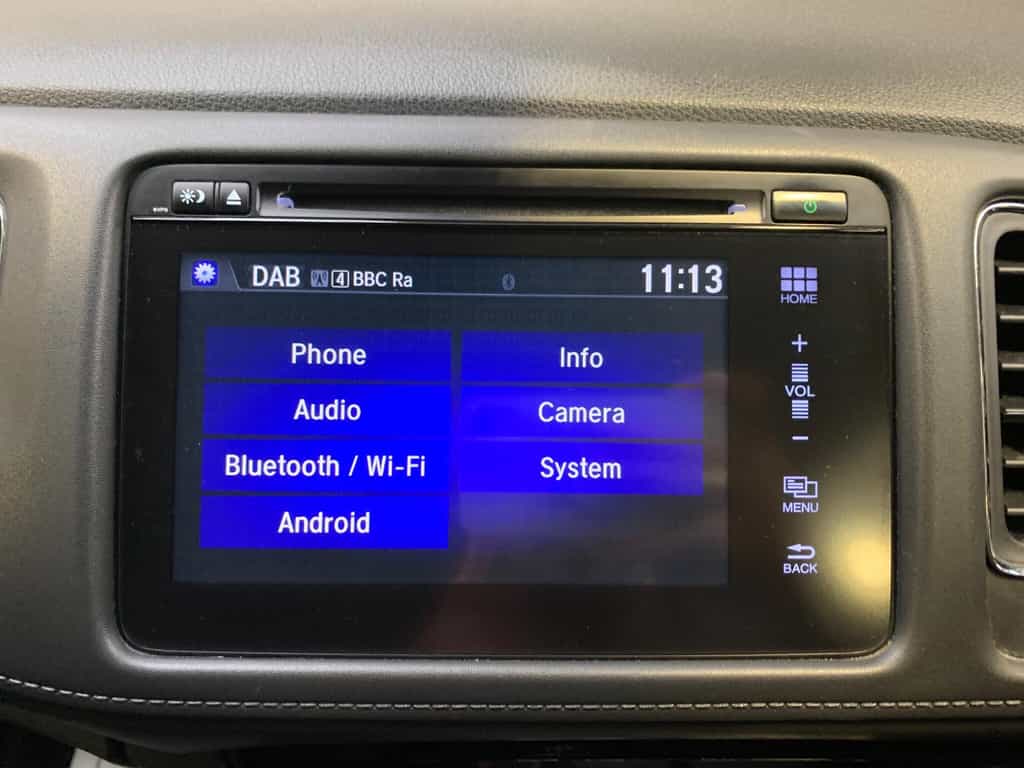 DAB 4 BBC Ra 11:13
HOME
Phone Info
+
VOL
Audio Camera
-
Bluetooth / Wi-Fi System
MENU
Android
BACK